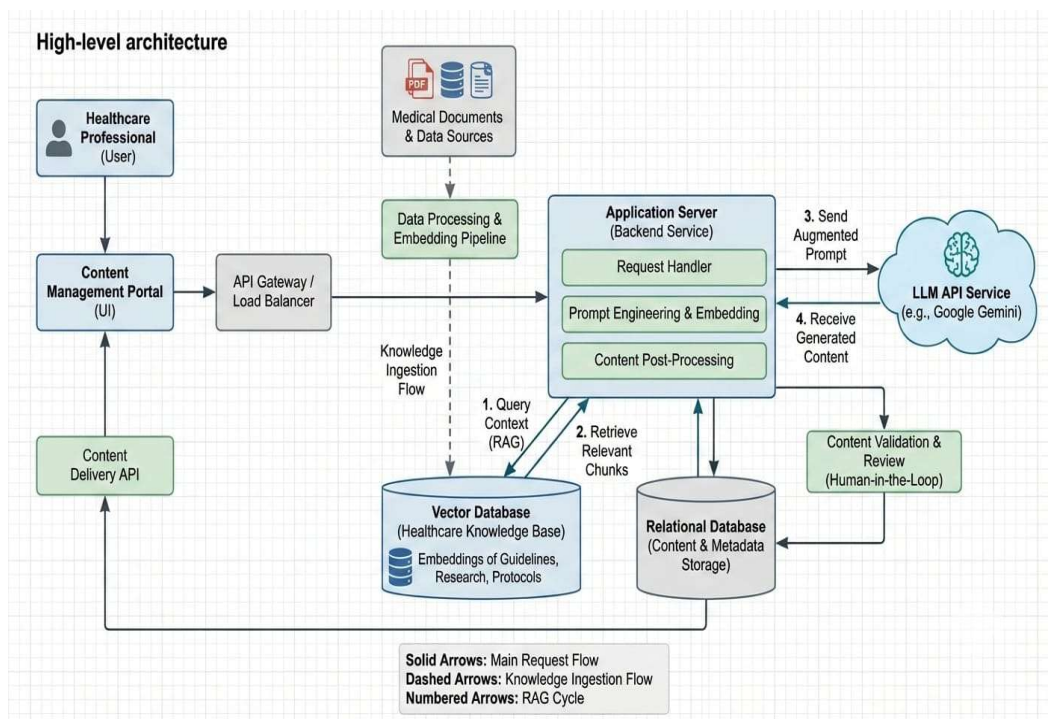 High-level architecture
Healthcare
Professional
(User)
PDF
Medical Documents
& Data Sources
Data Processing &
Embedding Pipeline
Content
Management Portal
(UI)
API Gateway /
Load Balancer
Application Server
(Backend Service)
Request Handler
Prompt Engineering & Embedding
Content Post-Processing
3. Send
Augmented
Prompt
LLM API Service
(e.g., Google Gemini)
4. Receive
Generated
Content
Knowledge
Ingestion
Flow
1. Query
Context
(RAG)
2. Retrieve
Relevant
Chunks
Content
Delivery API
Content Validation &
Review
(Human-in-the-Loop)
Vector Database
(Healthcare Knowledge Base)
Embeddings of Guidelines,
Research, Protocols
Relational Database
(Content & Metadata
Storage)
Solid Arrows: Main Request Flow
Dashed Arrows: Knowledge Ingestion Flow
Numbered Arrows: RAG Cycle